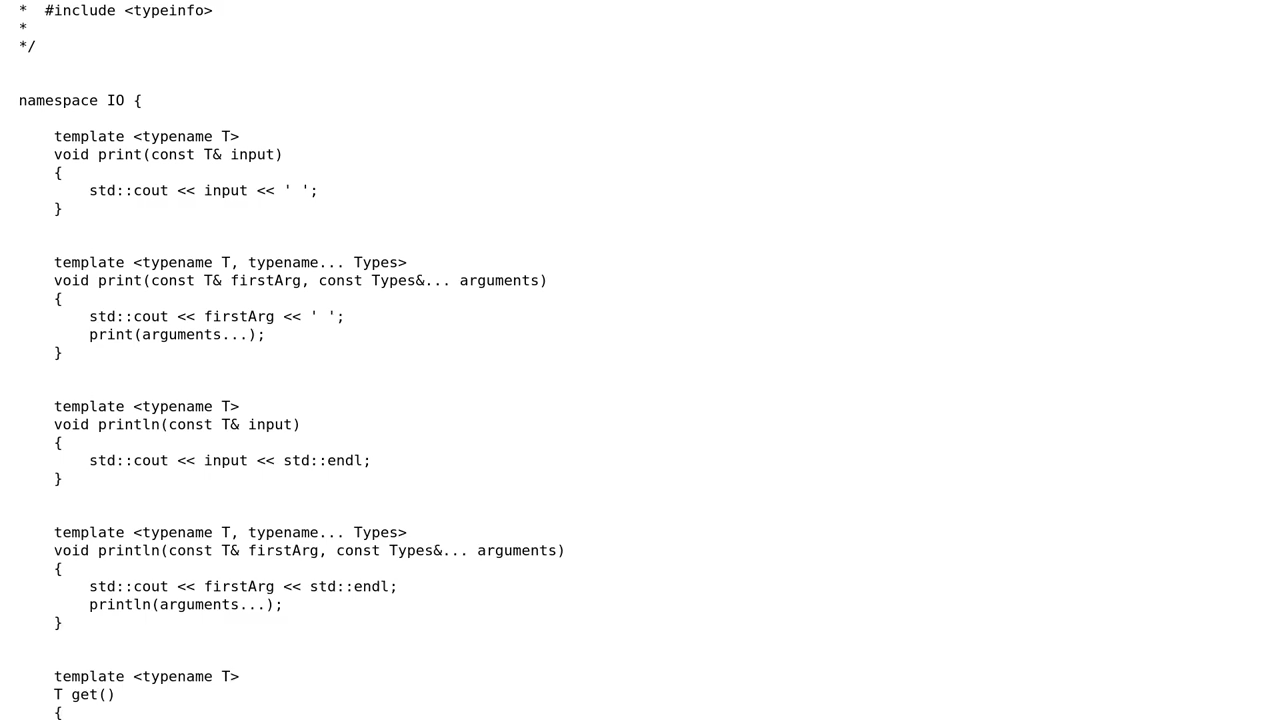 *  #include <typeinfo>
*
*/
namespace IO {
    template <typename T>
    void print(const T& input)
    {
        std::cout << input << ' ';
    }
    template <typename T, typename... Types>
    void print(const T& firstArg, const Types&... arguments)
    {
        std::cout << firstArg << ' ';
        print(arguments...);
    }
    template <typename T>
    void println(const T& input)
    {
        std::cout << input << std::endl;
    }
    template <typename T, typename... Types>
    void println(const T& firstArg, const Types&... arguments)
    {
        std::cout << firstArg << std::endl;
        println(arguments...);
    }
    template <typename T>
    T get()
    {